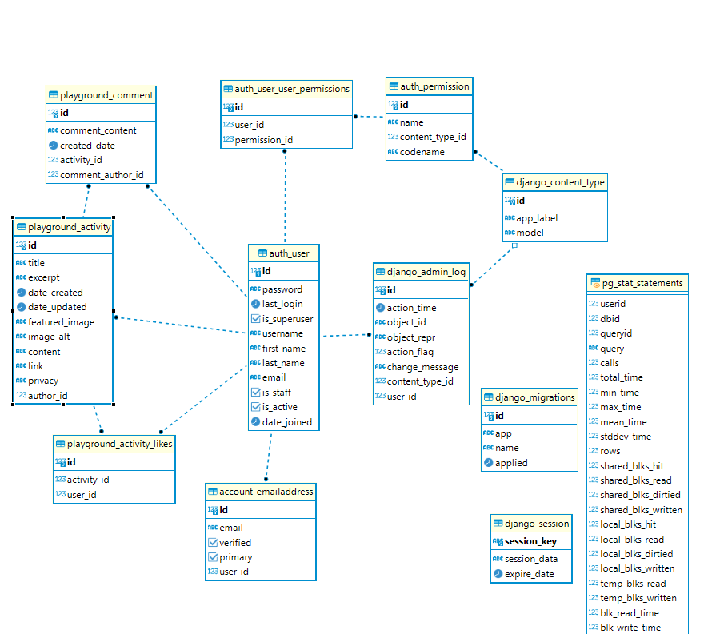 playground_comment
id
comment_content
created_date
activity_id
comment_author_id
auth_user_user_permissions
id
user_id
permission_id
auth_permission
id
name
content_type_id
codename
django_content_type
id
app_label
model
playground_activity
id
title
excerpt
date_created
date_updated
featured_image
image_alt
content
link
privacy
author_id
auth_user
id
password
last_login
is_superuser
username
first_name
last_name
email
is_staff
is_active
date_joined
django_admin_log
id
action_time
object_id
object_repr
action_flag
change_message
content_type_id
user_id
pg_stat_statements
userid
dbid
queryid
query
calls
total_time
min_time
max_time
mean_time
stddev_time
rows
shared_blks_hit
shared_blks_read
shared_blks_dirtied
shared_blks_written
local_blks_hit
local_blks_read
local_blks_dirtied
local_blks_written
temp_blks_read
temp_blks_written
blk_read_time
blk_write_time
django_migrations
id
app
name
applied
playground_activity_likes
id
activity_id
user_id
account_emailaddress
id
email
verified
primary
user_id
django_session
session_key
session_data
expire_date